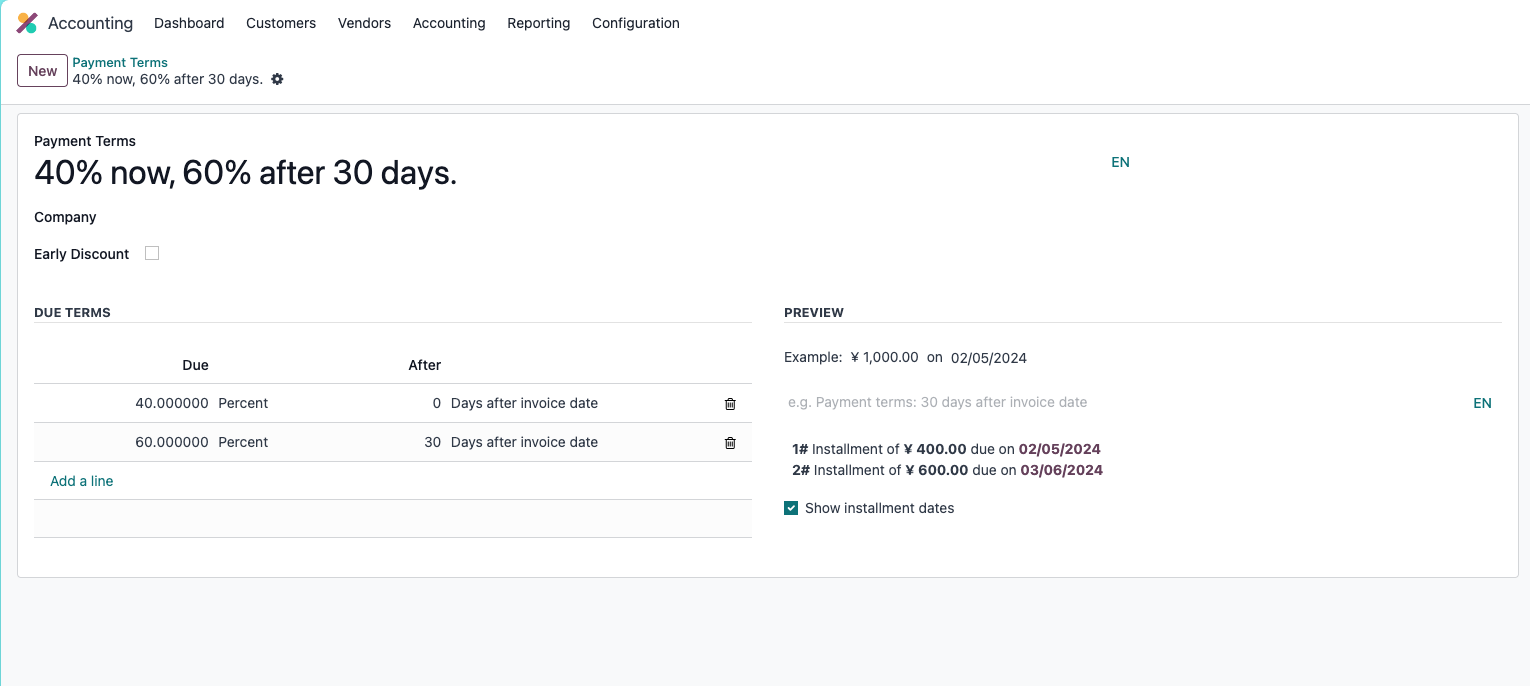 Accounting Dashboard Customers Vendors Accounting Reporting Configuration
New
Payment Terms
40% now, 60% after 30 days.
Payment Terms
40% now, 60% after 30 days.
EN
Company
Early Discount
DUE TERMS
Due After
40.000000 Percent 0 Days after invoice date
60.000000 Percent 30 Days after invoice date
Add a line
PREVIEW
Example: ¥ 1,000.00 on 02/05/2024
e.g. Payment terms: 30 days after invoice date EN
1# Installment of ¥ 400.00 due on 02/05/2024
2# Installment of ¥ 600.00 due on 03/06/2024
Show installment dates